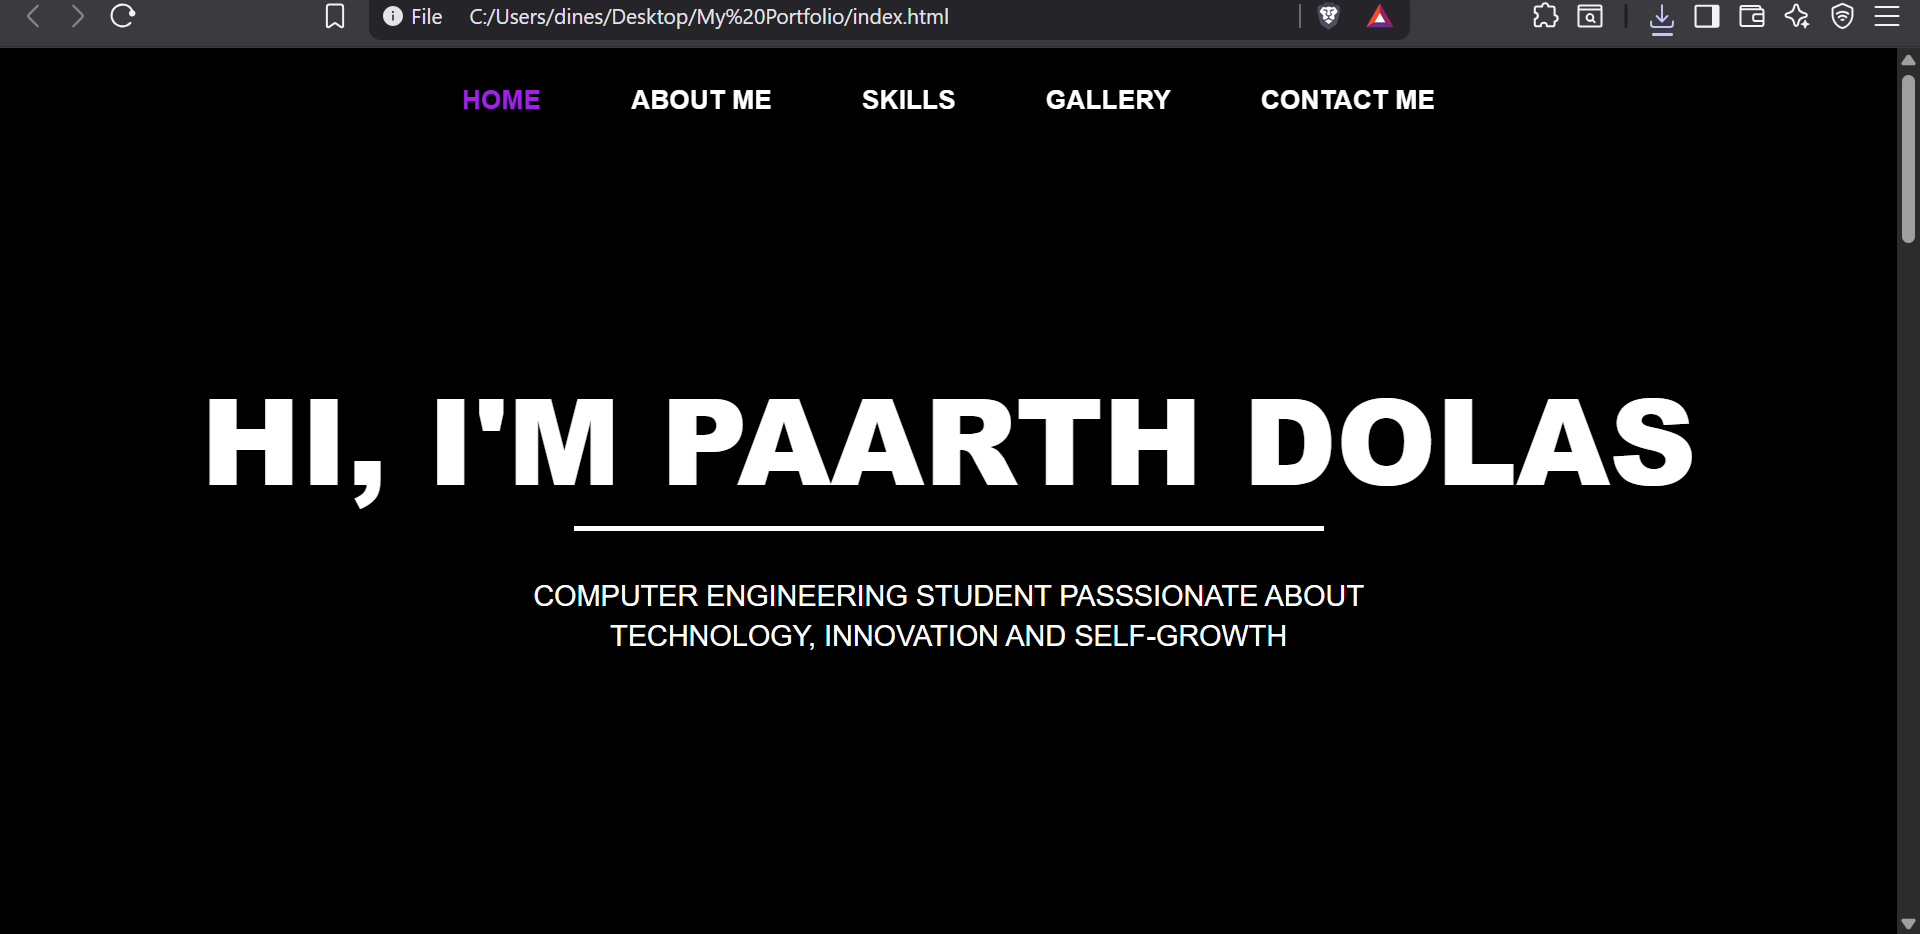 File C:/Users/dines/Desktop/My%20Portfolio/index.html
HOME ABOUT ME SKILLS GALLERY CONTACT ME
HI, I'M PAARTH DOLAS
COMPUTER ENGINEERING STUDENT PASSSIONATE ABOUT
TECHNOLOGY, INNOVATION AND SELF-GROWTH